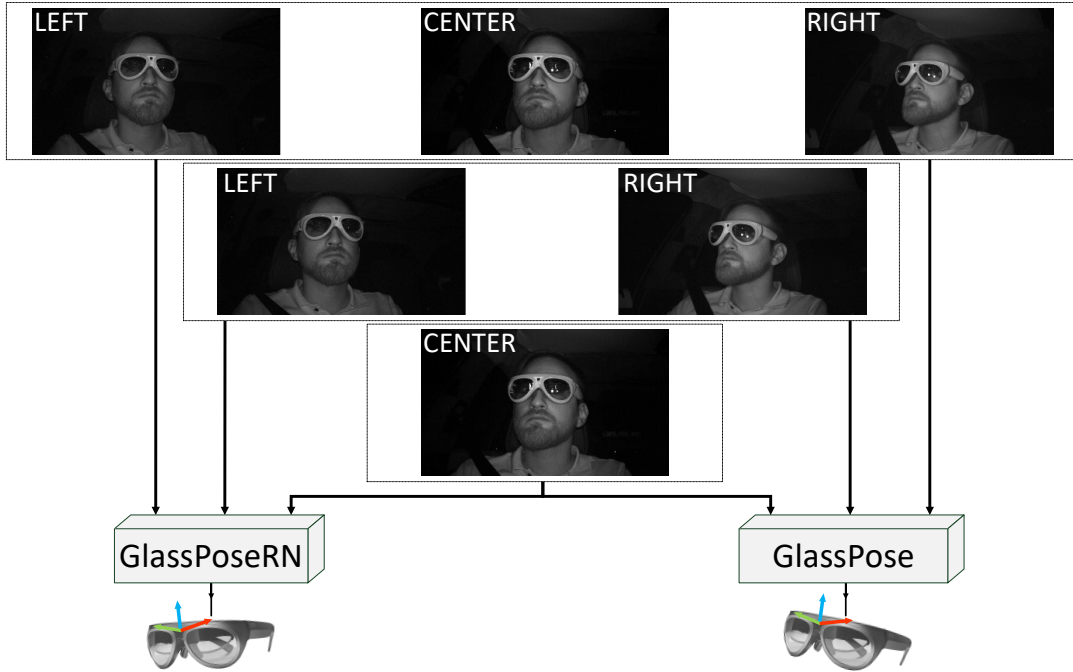 LEFT
CENTER
RIGHT
LEFT
RIGHT
CENTER
GlassPoseRN
GlassPose